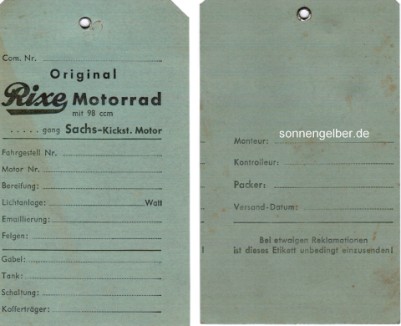 Com. Nr.
Original
Rixe Motorrad
mit 98 ccm
..... gang Sachs-Kickst. Motor
Fahrgestell Nr.
Motor Nr.
Bereifung:
Lichtanlage: Watt
Emaillierung:
Felgen:
Gabel:
Tank:
Schaltung:
Kofferträger:
sonnengelber.de
Monteur:
Kontrolleur:
Packer:
Versand-Datum:
Bei etwaigen Reklamationen
ist dieses Etikett unbedingt einzusenden!